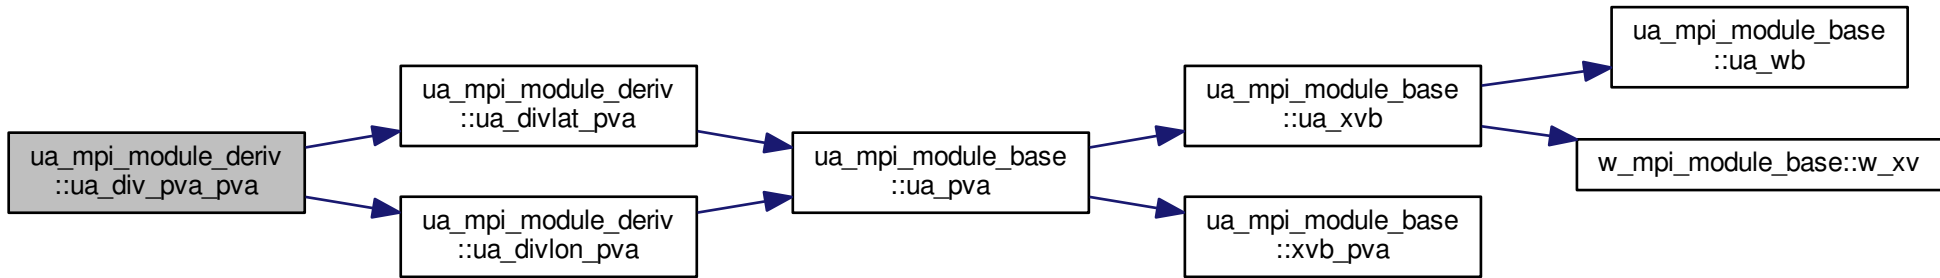 ua_mpi_module_deriv
::ua_div_pva_pva
ua_mpi_module_deriv
::ua_divlat_pva
ua_mpi_module_deriv
::ua_divlon_pva
ua_mpi_module_base
::ua_pva
ua_mpi_module_base
::ua_xvb
ua_mpi_module_base
::xvb_pva
ua_mpi_module_base
::ua_wb
w_mpi_module_base::w_xv